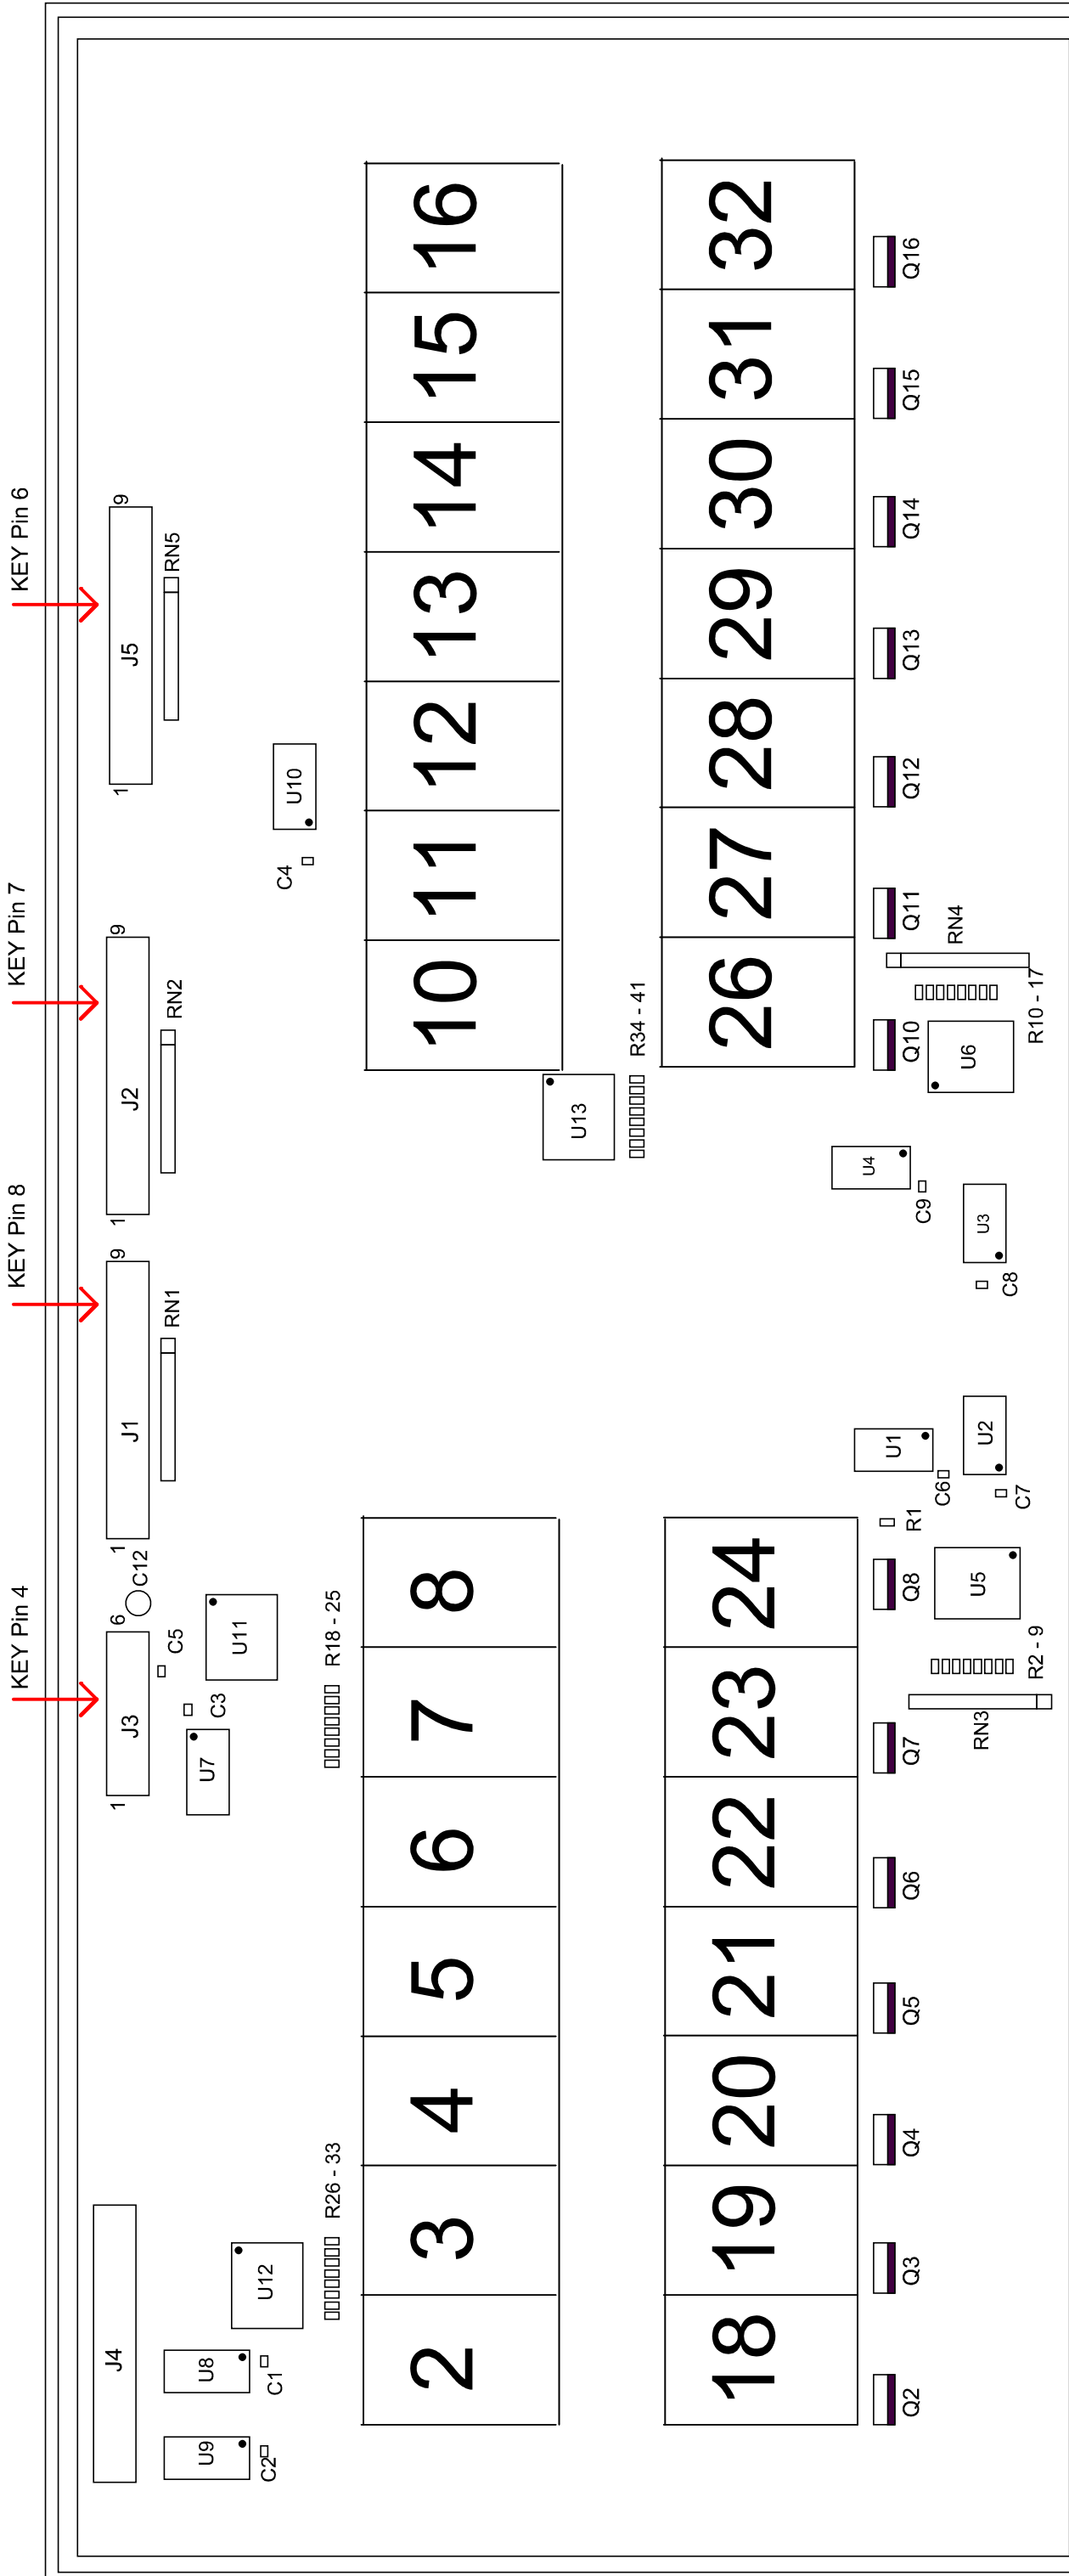 KEY Pin 4
KEY Pin 8
KEY Pin 7
KEY Pin 6
J4
1
J3
6
C12
1
J1
9
1
J2
9
1
J5
9
RN1
RN2
RN5
U9
C2
U8
C1
U12
R26 - 33
U7
C3
C5
U11
R18 - 25
C4
U10
2
3
4
5
6
7
8
10
11
12
13
14
15
16
U13
R34 - 41
18
19
20
21
22
23
24
26
27
28
29
30
31
32
Q2
Q3
Q4
Q5
Q6
Q7
Q8
R1
U1
C6
U4
C9
Q10
Q11
Q12
Q13
Q14
Q15
Q16
RN3
R2 - 9
U5
C7
U2
C8
U3
U6
R10 - 17
RN4